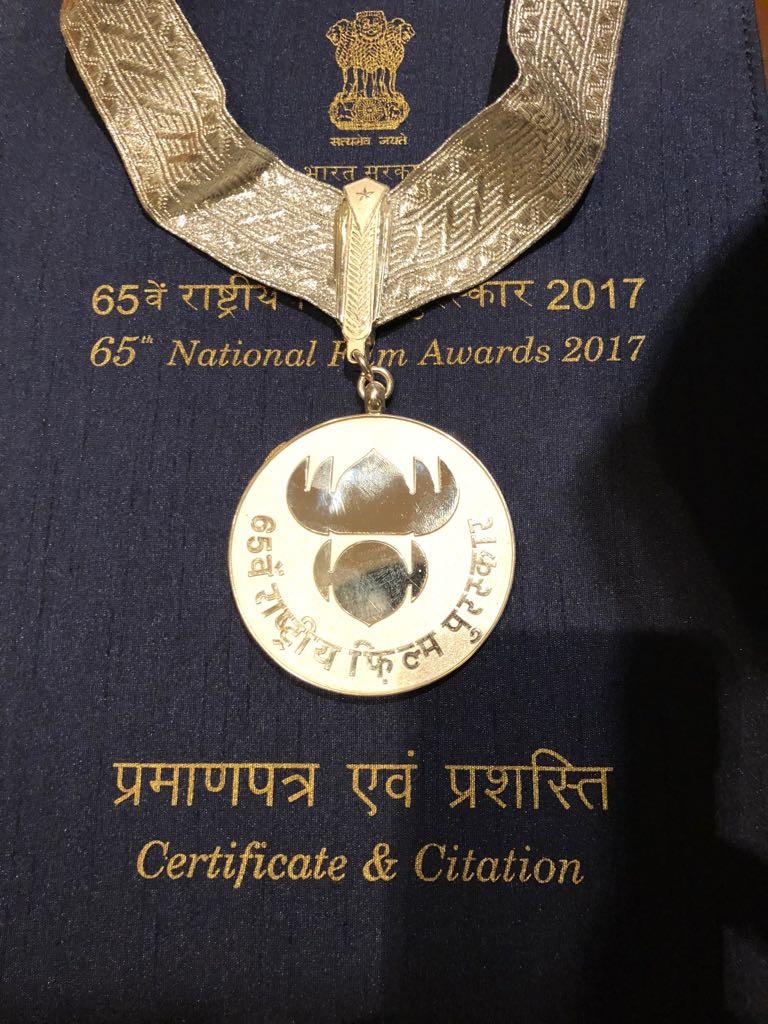 सत्यमेव जयते
भारत सरकार
65वें राष्ट्रीय पुरस्कार 2017
65th National Film Awards 2017
65वें राष्ट्रीय फ़िल्म पुरस्कार
प्रमाणपत्र एवं प्रशस्ति
Certificate & Citation